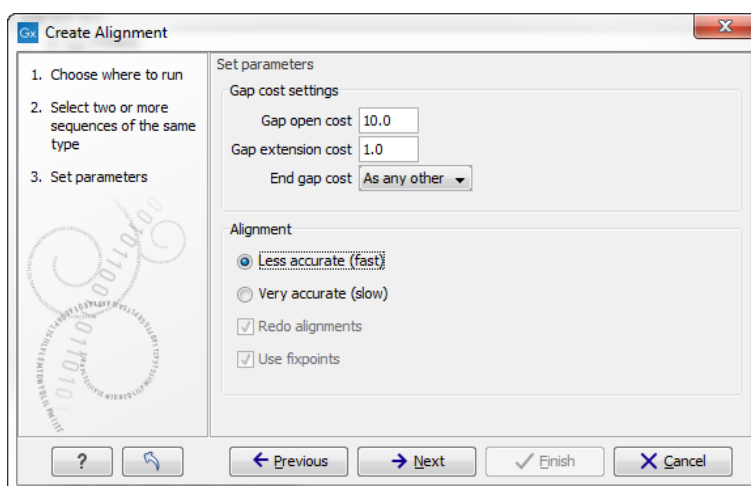 Gx Create Alignment
X
1. Choose where to run
2. Select two or more
sequences of the same
type
3. Set parameters
Set parameters
Gap cost settings
Gap open cost 10.0
Gap extension cost 1.0
End gap cost As any other
Alignment
Less accurate (fast)
Very accurate (slow)
Redo alignments
Use fixpoints
? Previous Next Finish Cancel